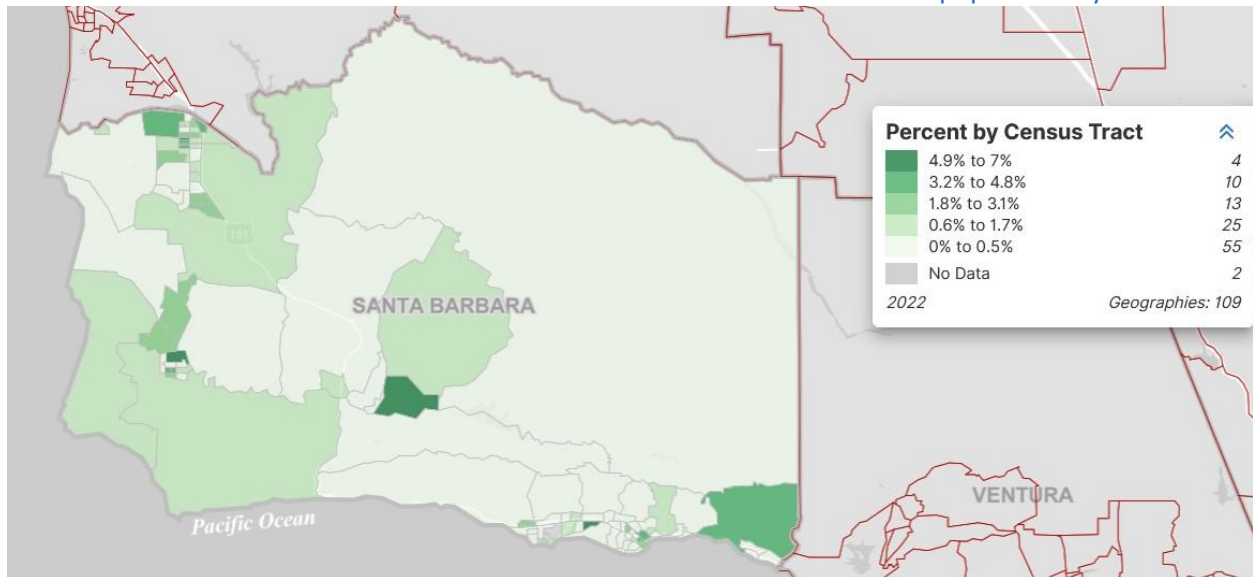 Percent by Census Tract
4.9% to 7% 4
3.2% to 4.8% 10
1.8% to 3.1% 13
0.6% to 1.7% 25
0% to 0.5% 55
No Data 2
2022 Geographies: 109
101
SANTA BARBARA
VENTURA
Pacific Ocean